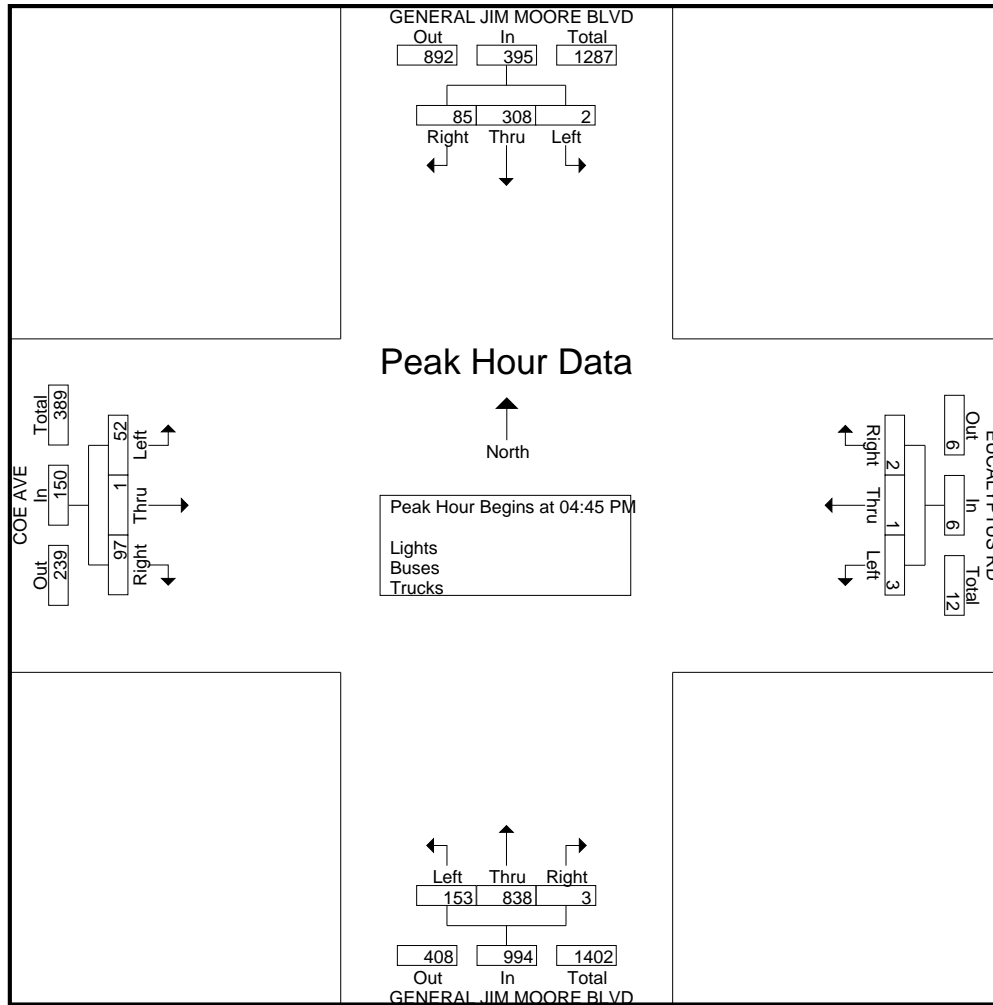 GENERAL JIM MOORE BLVD
Out In Total
892 395 1287
85 308 2
Right Thru Left
Peak Hour Data
North
Peak Hour Begins at 04:45 PM
Lights
Buses
Trucks
COE AVE
Total In Out
389 150 239
52 1 97
Left Thru Right
EUCALYPTUS RD
Out In Total
6 6 12
2 1 3
Right Thru Left
Left Thru Right
153 838 3
408 994 1402
Out In Total
GENERAL JIM MOORE BLVD